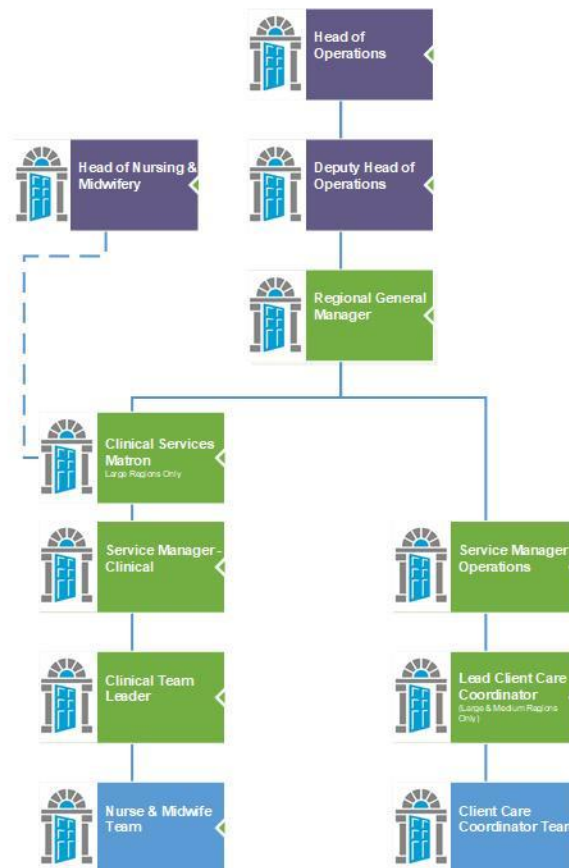 Head of
Operations
Head of Nursing &
Midwifery
Deputy Head of
Operations
Regional General
Manager
Clinical Services
Matron
Large Regions Only
Service Manager -
Clinical
Service Manager
Operations
Clinical Team
Leader
Lead Client Care
Coordinator
(Large & Medium Regions
Only)
Nurse & Midwife
Team
Client Care
Coordinator Team